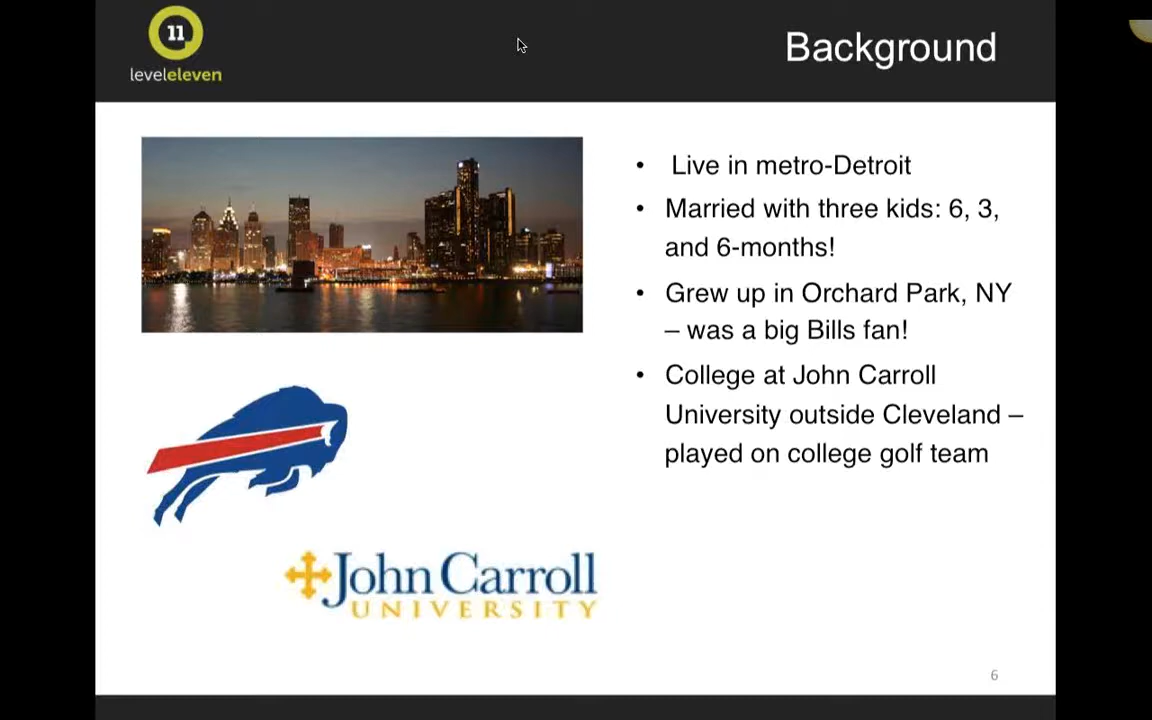 11
leveleleven
Background
• Live in metro-Detroit
• Married with three kids: 6, 3,
and 6-months!
• Grew up in Orchard Park, NY
– was a big Bills fan!
• College at John Carroll
University outside Cleveland –
played on college golf team
John Carroll
UNIVERSITY
6